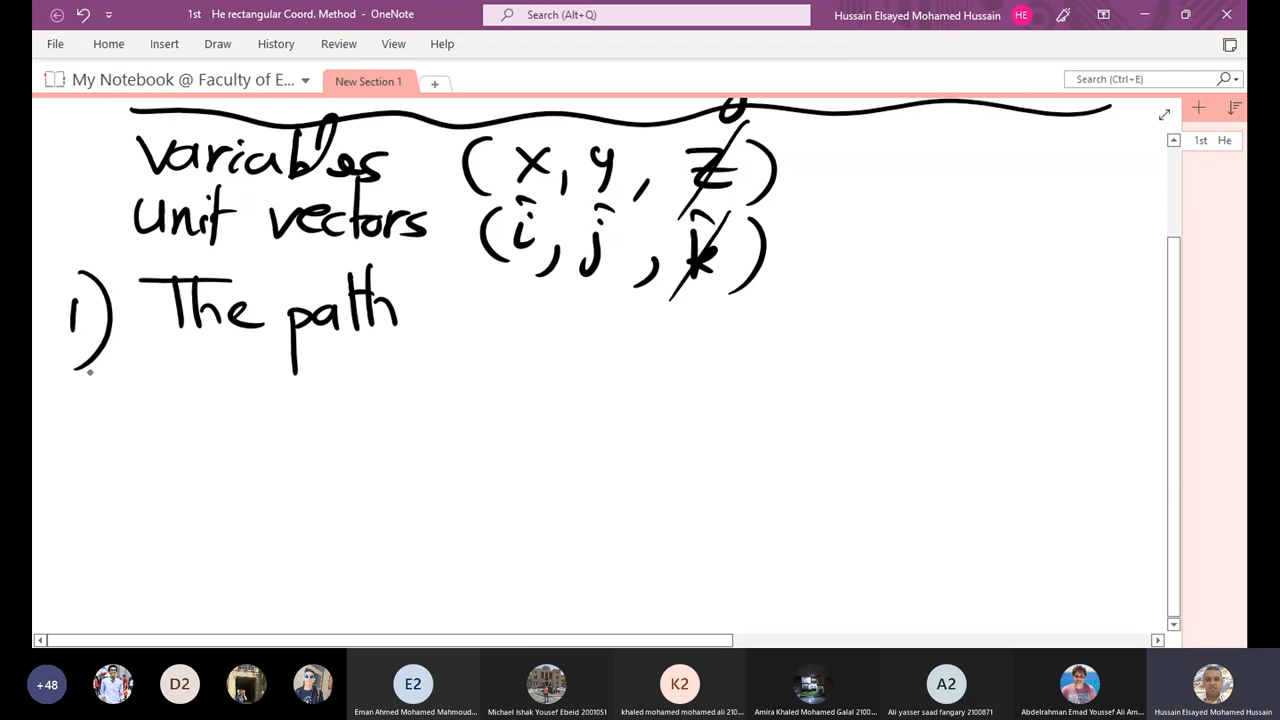 1st He rectangular Coord. Method - OneNote
Search (Alt+Q)
Hussain Elsayed Mohamed Hussain HE
File Home Insert Draw History Review View Help
My Notebook @ Faculty of E... New Section 1
Search (Ctrl+E)
1st He
variables (x, y, z)
unit vectors (î, ĵ, k̂)
1) The path
+48 D2 E2 K2 A2
Eman Ahmed Mohamed Mahmoud... Michael Ishak Yousef Ebeid 2001051 khaled mohamed mohamed ali 210... Amira Khaled Mohamed Galal 2100... Ali yasser saad fangary 2100871 Abdelrahman Emad Youssef Ali Am... Hussain Elsayed Mohamed Hussain